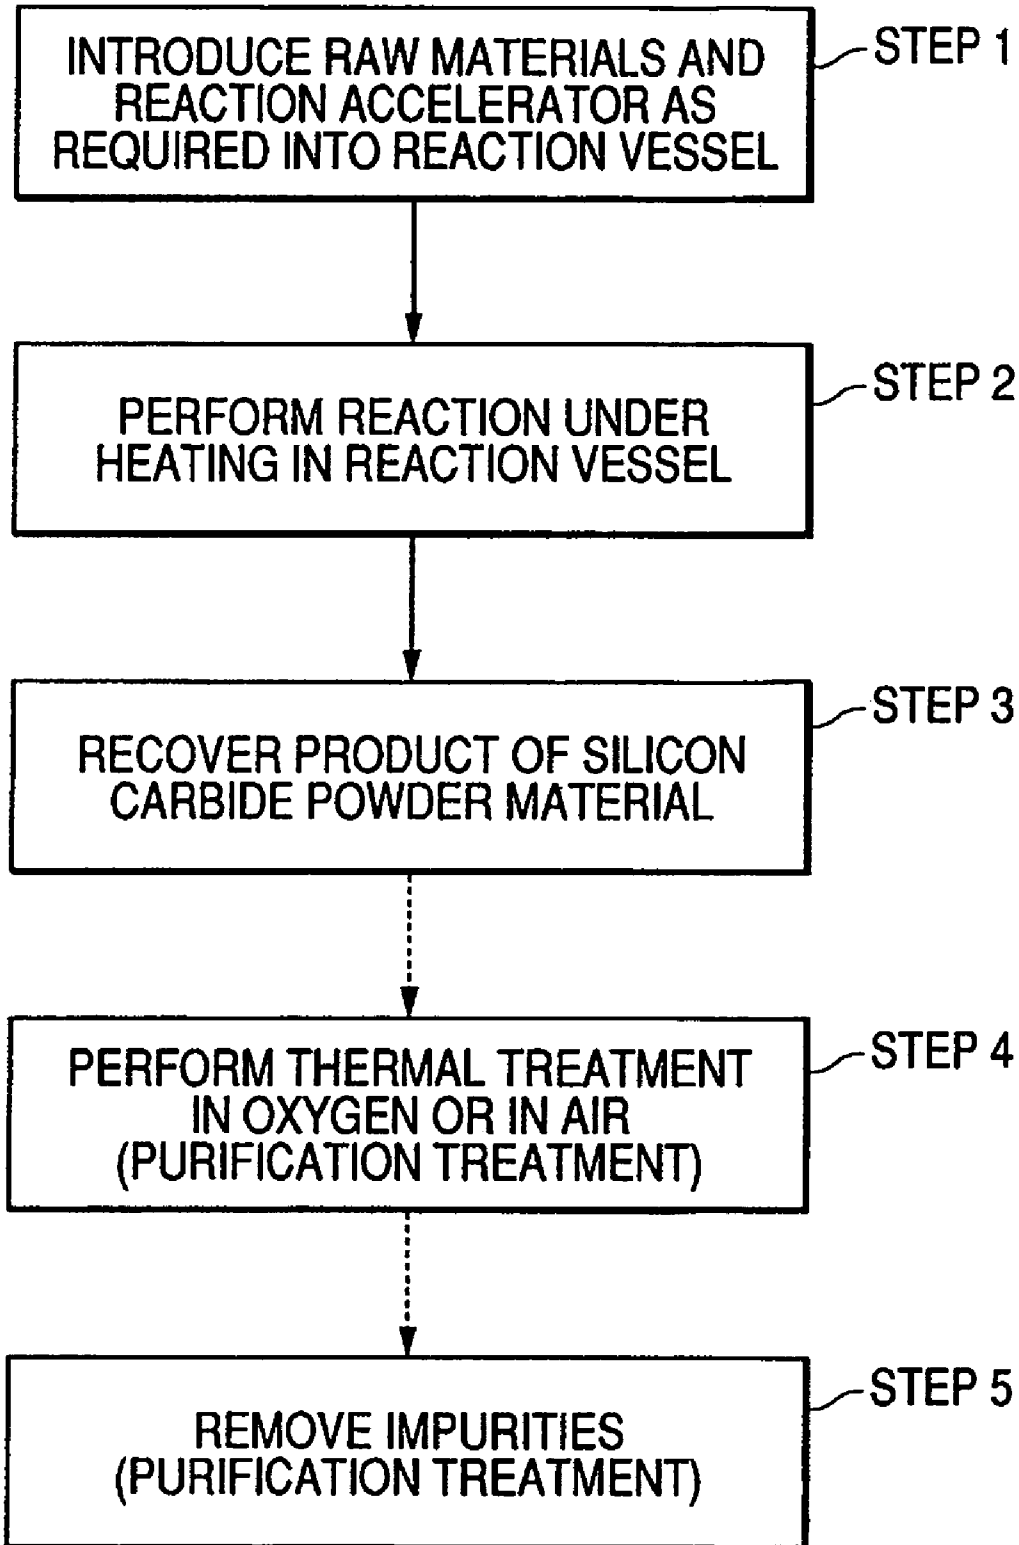 INTRODUCE RAW MATERIALS AND
REACTION ACCELERATOR AS
REQUIRED INTO REACTION VESSEL
STEP 1
PERFORM REACTION UNDER
HEATING IN REACTION VESSEL
STEP 2
RECOVER PRODUCT OF SILICON
CARBIDE POWDER MATERIAL
STEP 3
PERFORM THERMAL TREATMENT
IN OXYGEN OR IN AIR
(PURIFICATION TREATMENT)
STEP 4
REMOVE IMPURITIES
(PURIFICATION TREATMENT)
STEP 5